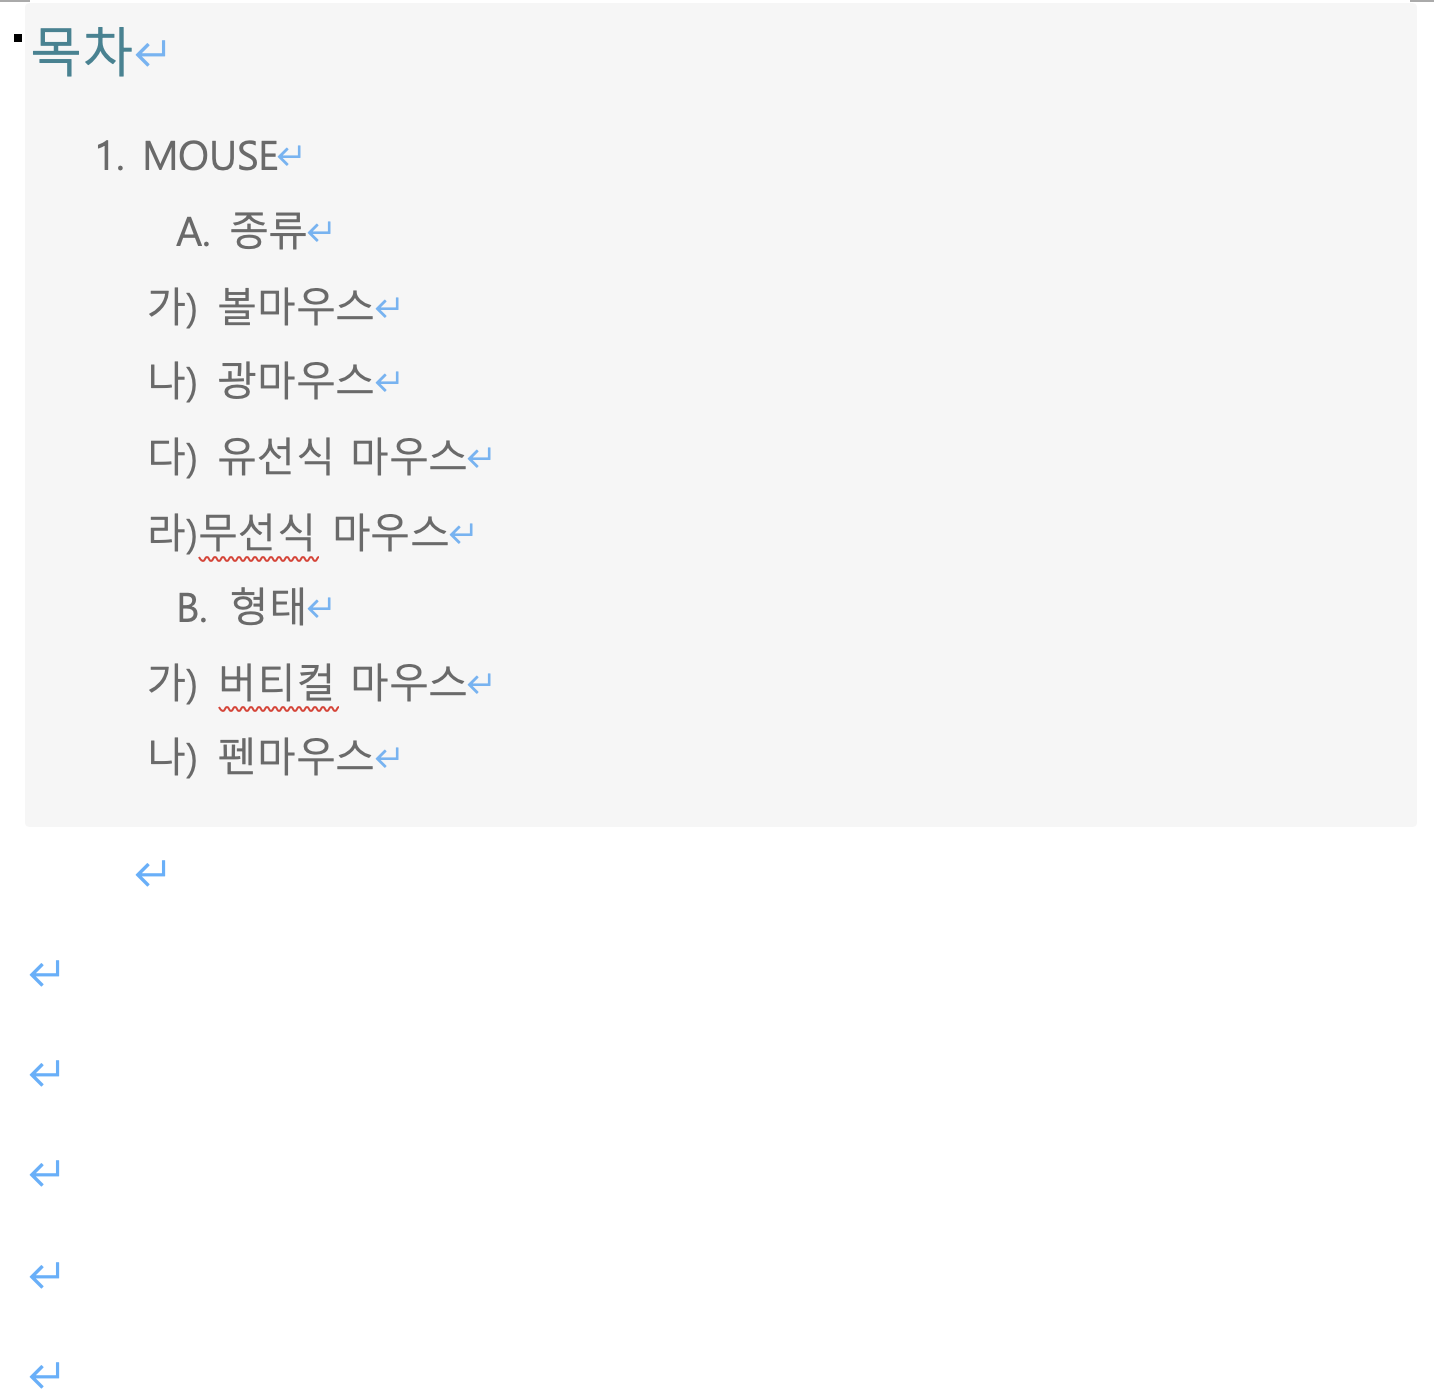 목차
1. MOUSE
A. 종류
가) 볼마우스
나) 광마우스
다) 유선식 마우스
라)무선식 마우스
B. 형태
가) 버티컬 마우스
나) 펜마우스